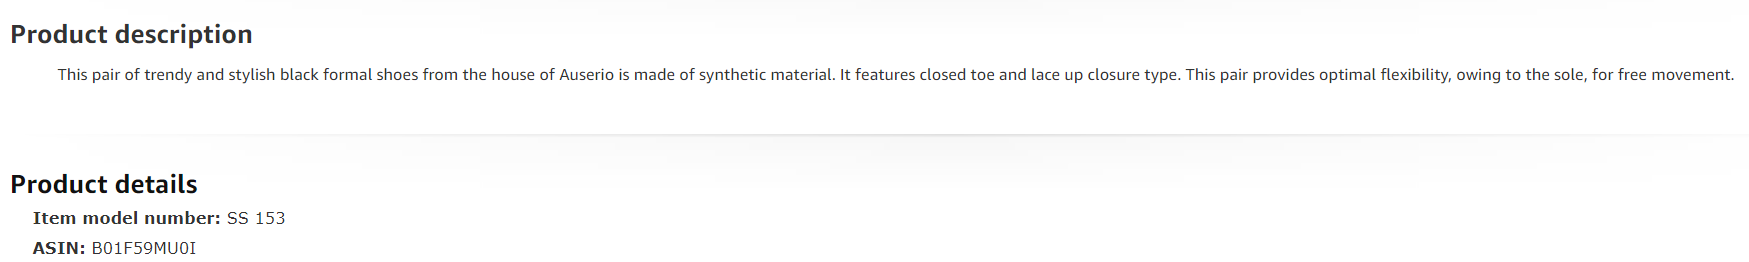 Product description
This pair of trendy and stylish black formal shoes from the house of Auserio is made of synthetic material. It features closed toe and lace up closure type. This pair provides optimal flexibility, owing to the sole, for free movement.
Product details
Item model number: SS 153
ASIN: B01F59MU0I